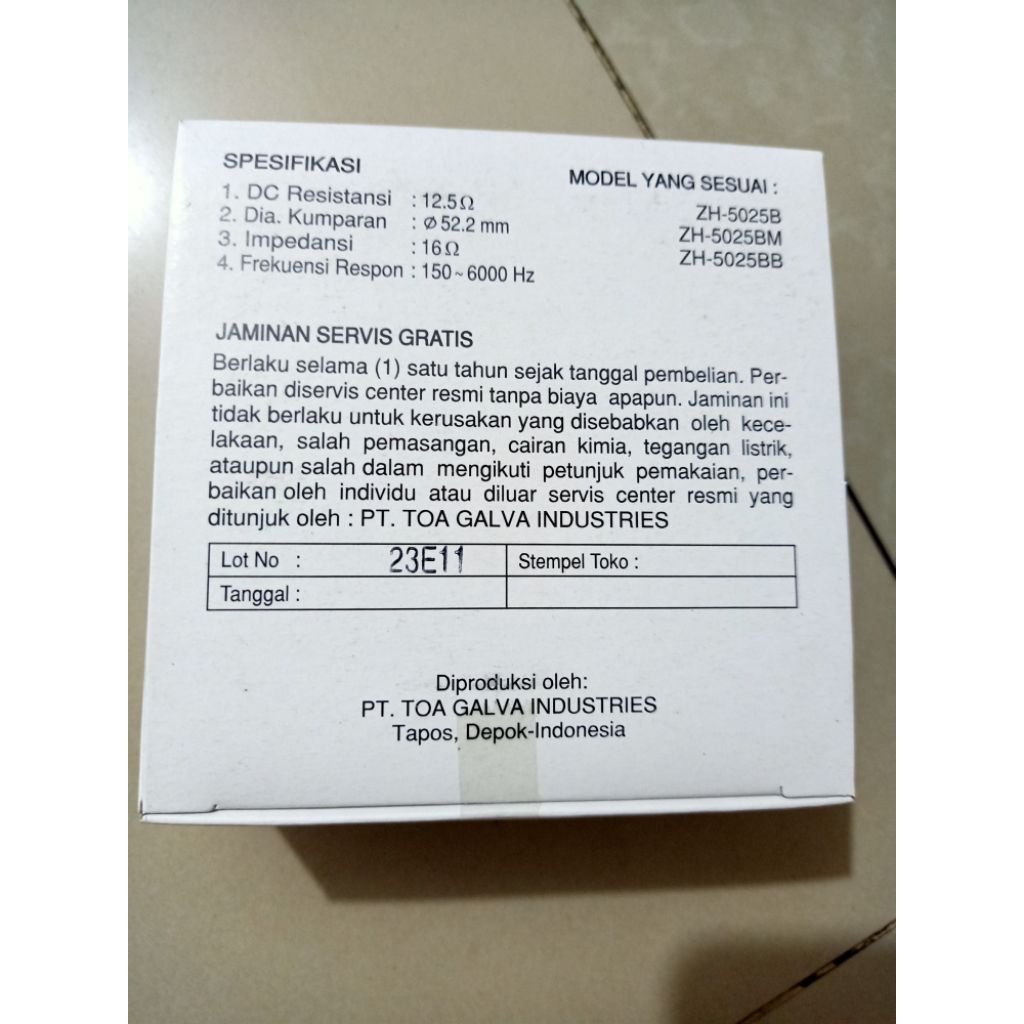 SPESIFIKASI
1. DC Resistansi : 12.5Ω
2. Dia. Kumparan : ø 52.2 mm
3. Impedansi : 16Ω
4. Frekuensi Respon : 150~6000 Hz
MODEL YANG SESUAI :
ZH-5025B
ZH-5025BM
ZH-5025BB
JAMINAN SERVIS GRATIS
Berlaku selama (1) satu tahun sejak tanggal pembelian. Per-
baikan diservis center resmi tanpa biaya apapun. Jaminan ini
tidak berlaku untuk kerusakan yang disebabkan oleh kece-
lakaan, salah pemasangan, cairan kimia, tegangan listrik,
ataupun salah dalam mengikuti petunjuk pemakaian, per-
baikan oleh individu atau diluar servis center resmi yang
ditunjuk oleh : PT. TOA GALVA INDUSTRIES
Lot No : 23E11
Stempel Toko :
Tanggal :
Diproduksi oleh:
PT. TOA GALVA INDUSTRIES
Tapos, Depok-Indonesia